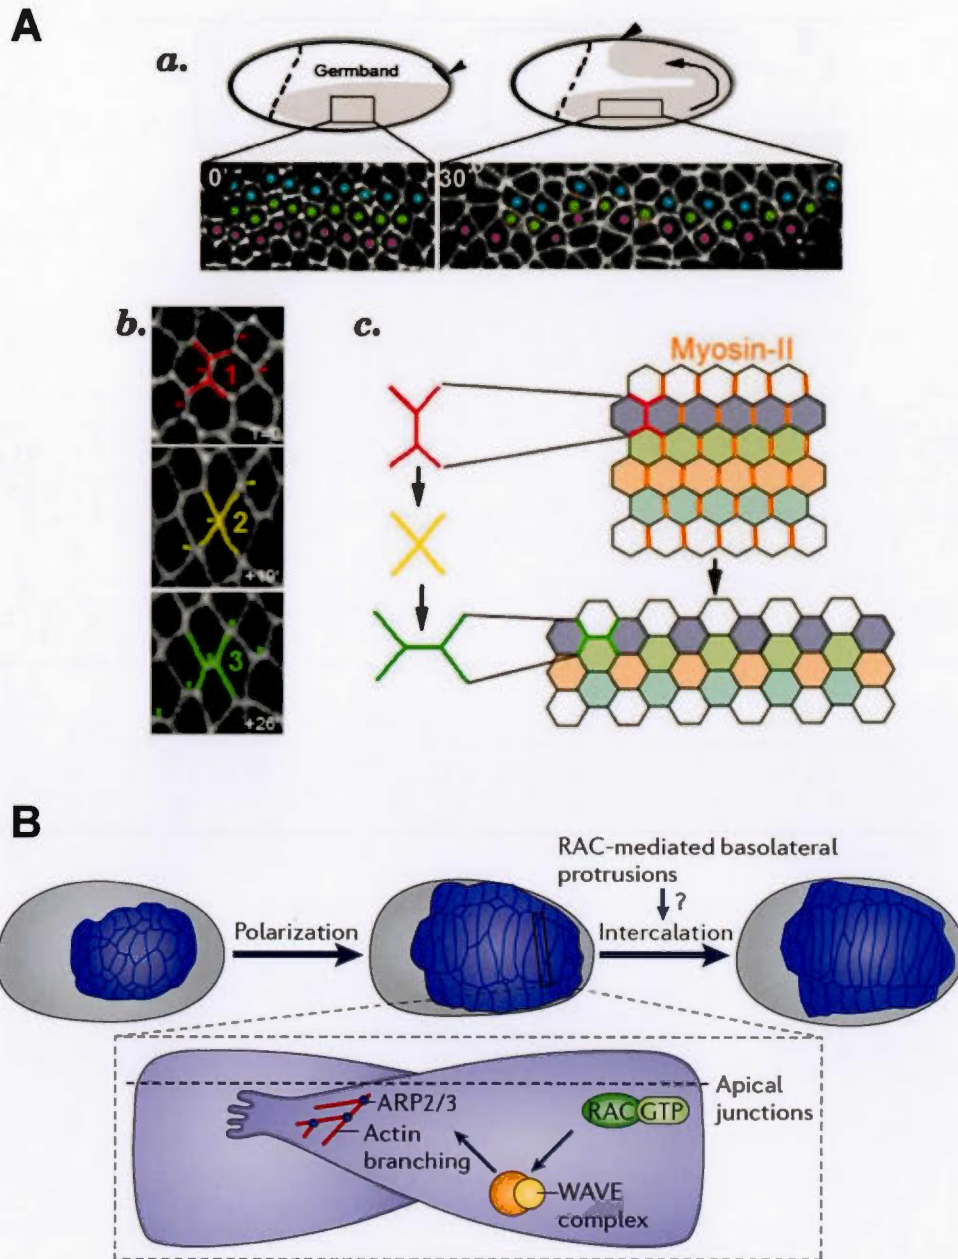 A
a.
Germband
0'
30'
b.
1
2
+10'
3
+26'
c.
Myosin-II
B
RAC-mediated basolateral
protrusions
?
Polarization
Intercalation
Apical
junctions
ARP2/3
Actin
branching
RAC GTP
WAVE
complex